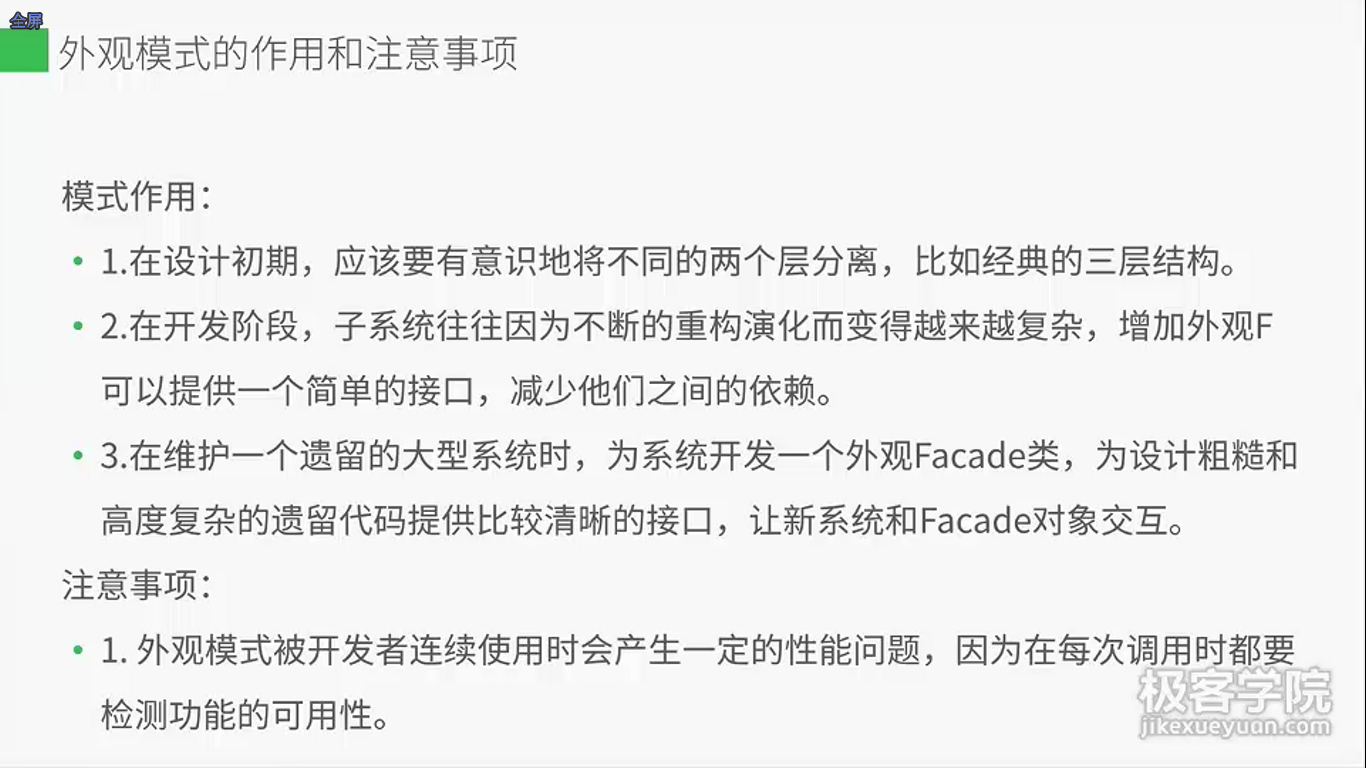 全屏
外观模式的作用和注意事项
模式作用：
• 1.在设计初期，应该要有意识地将不同的两个层分离，比如经典的三层结构。
• 2.在开发阶段，子系统往往因为不断的重构演化而变得越来越复杂，增加外观F
可以提供一个简单的接口，减少他们之间的依赖。
• 3.在维护一个遗留的大型系统时，为系统开发一个外观Facade类，为设计粗糙和
高度复杂的遗留代码提供比较清晰的接口，让新系统和Facade对象交互。
注意事项：
• 1. 外观模式被开发者连续使用时会产生一定的性能问题，因为在每次调用时都要
检测功能的可用性。
极客学院
jikexueyuan.com